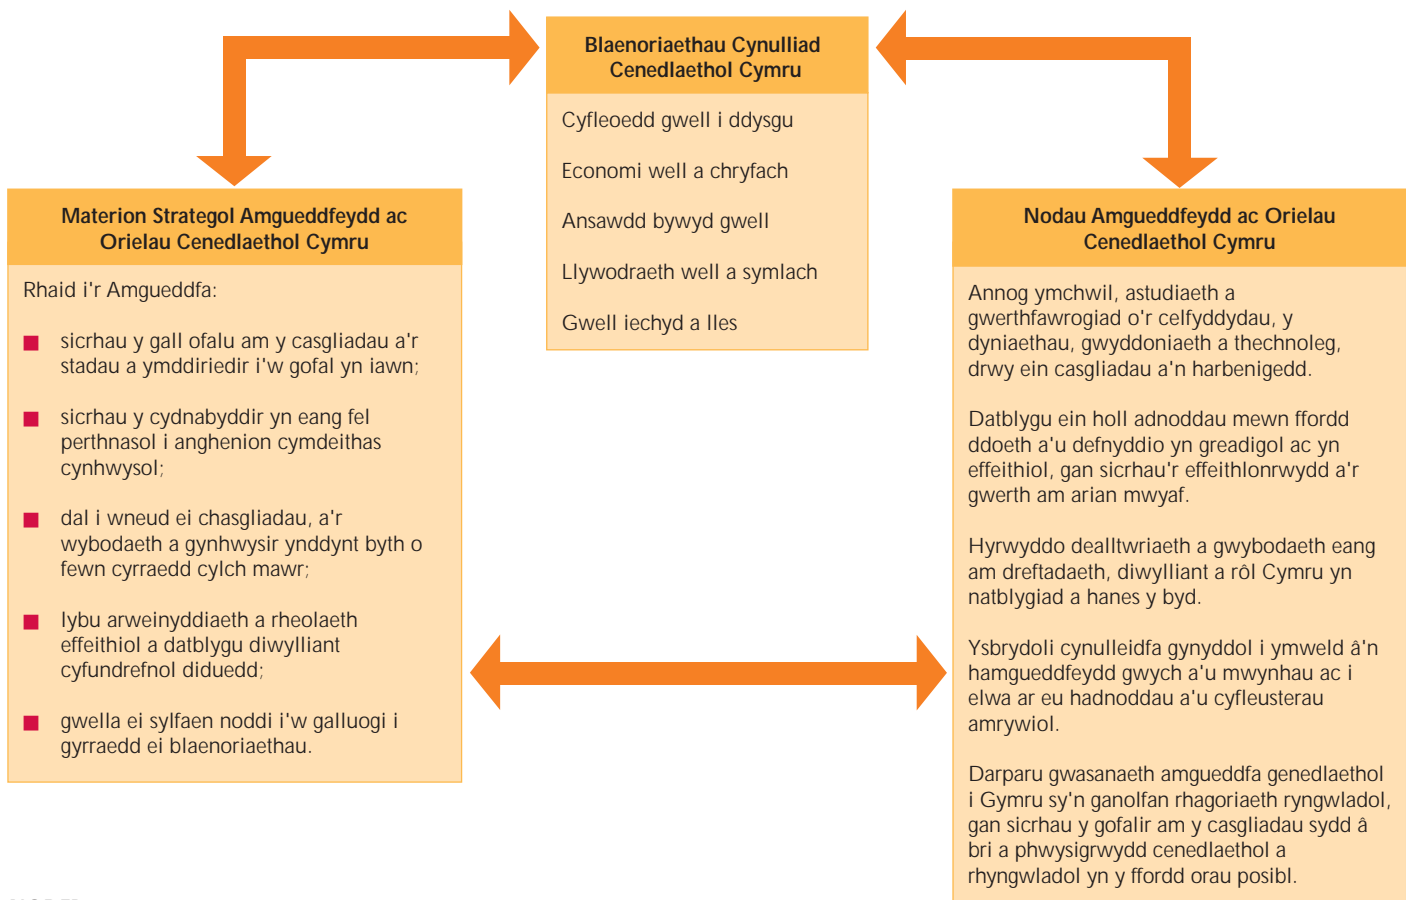 Blaenoriaethau Cynulliad
Cenedlaethol Cymru
Cyfleoedd gwell i ddysgu
Economi well a chryfach
Ansawdd bywyd gwell
Llywodraeth well a symlach
Gwell iechyd a lles
Materion Strategol Amgueddfeydd ac
Orielau Cenedlaethol Cymru
Rhaid i'r Amgueddfa:
sicrhau y gall ofalu am y casgliadau a'r
stadau a ymddiriedir i'w gofal yn iawn;
sicrhau y cydnabyddir yn eang fel
perthnasol i anghenion cymdeithas
cynhwysol;
dal i wneud ei chasgliadau, a'r
wybodaeth a gynhwysir ynddynt byth o
fewn cyrraedd cylch mawr;
lybu arweinyddiaeth a rheolaeth
effeithiol a datblygu diwylliant
cyfundrefnol diduedd;
gwella ei sylfaen noddi i'w galluogi i
gyrraedd ei blaenoriaethau.
Nodau Amgueddfeydd ac Orielau
Cenedlaethol Cymru
Annog ymchwil, astudiaeth a
gwerthfawrogiad o'r celfyddydau, y
dyniaethau, gwyddoniaeth a thechnoleg,
drwy ein casgliadau a'n harbenigedd.
Datblygu ein holl adnoddau mewn ffordd
ddoeth a'u defnyddio yn greadigol ac yn
effeithiol, gan sicrhau'r effeithlonrwydd a'r
gwerth am arian mwyaf.
Hyrwyddo dealltwriaeth a gwybodaeth eang
am dreftadaeth, diwylliant a rôl Cymru yn
natblygiad a hanes y byd.
Ysbrydoli cynulleidfa gynyddol i ymweld â'n
hamgueddfeydd gwych a'u mwynhau ac i
elwa ar eu hadnoddau a'u cyfleusterau
amrywiol.
Darparu gwasanaeth amgueddfa genedlaethol
i Gymru sy'n ganolfan rhagoriaeth ryngwladol,
gan sicrhau y gofalir am y casgliadau sydd â
bri a phwysigrwydd cenedlaethol a
rhyngwladol yn y ffordd orau posibl.